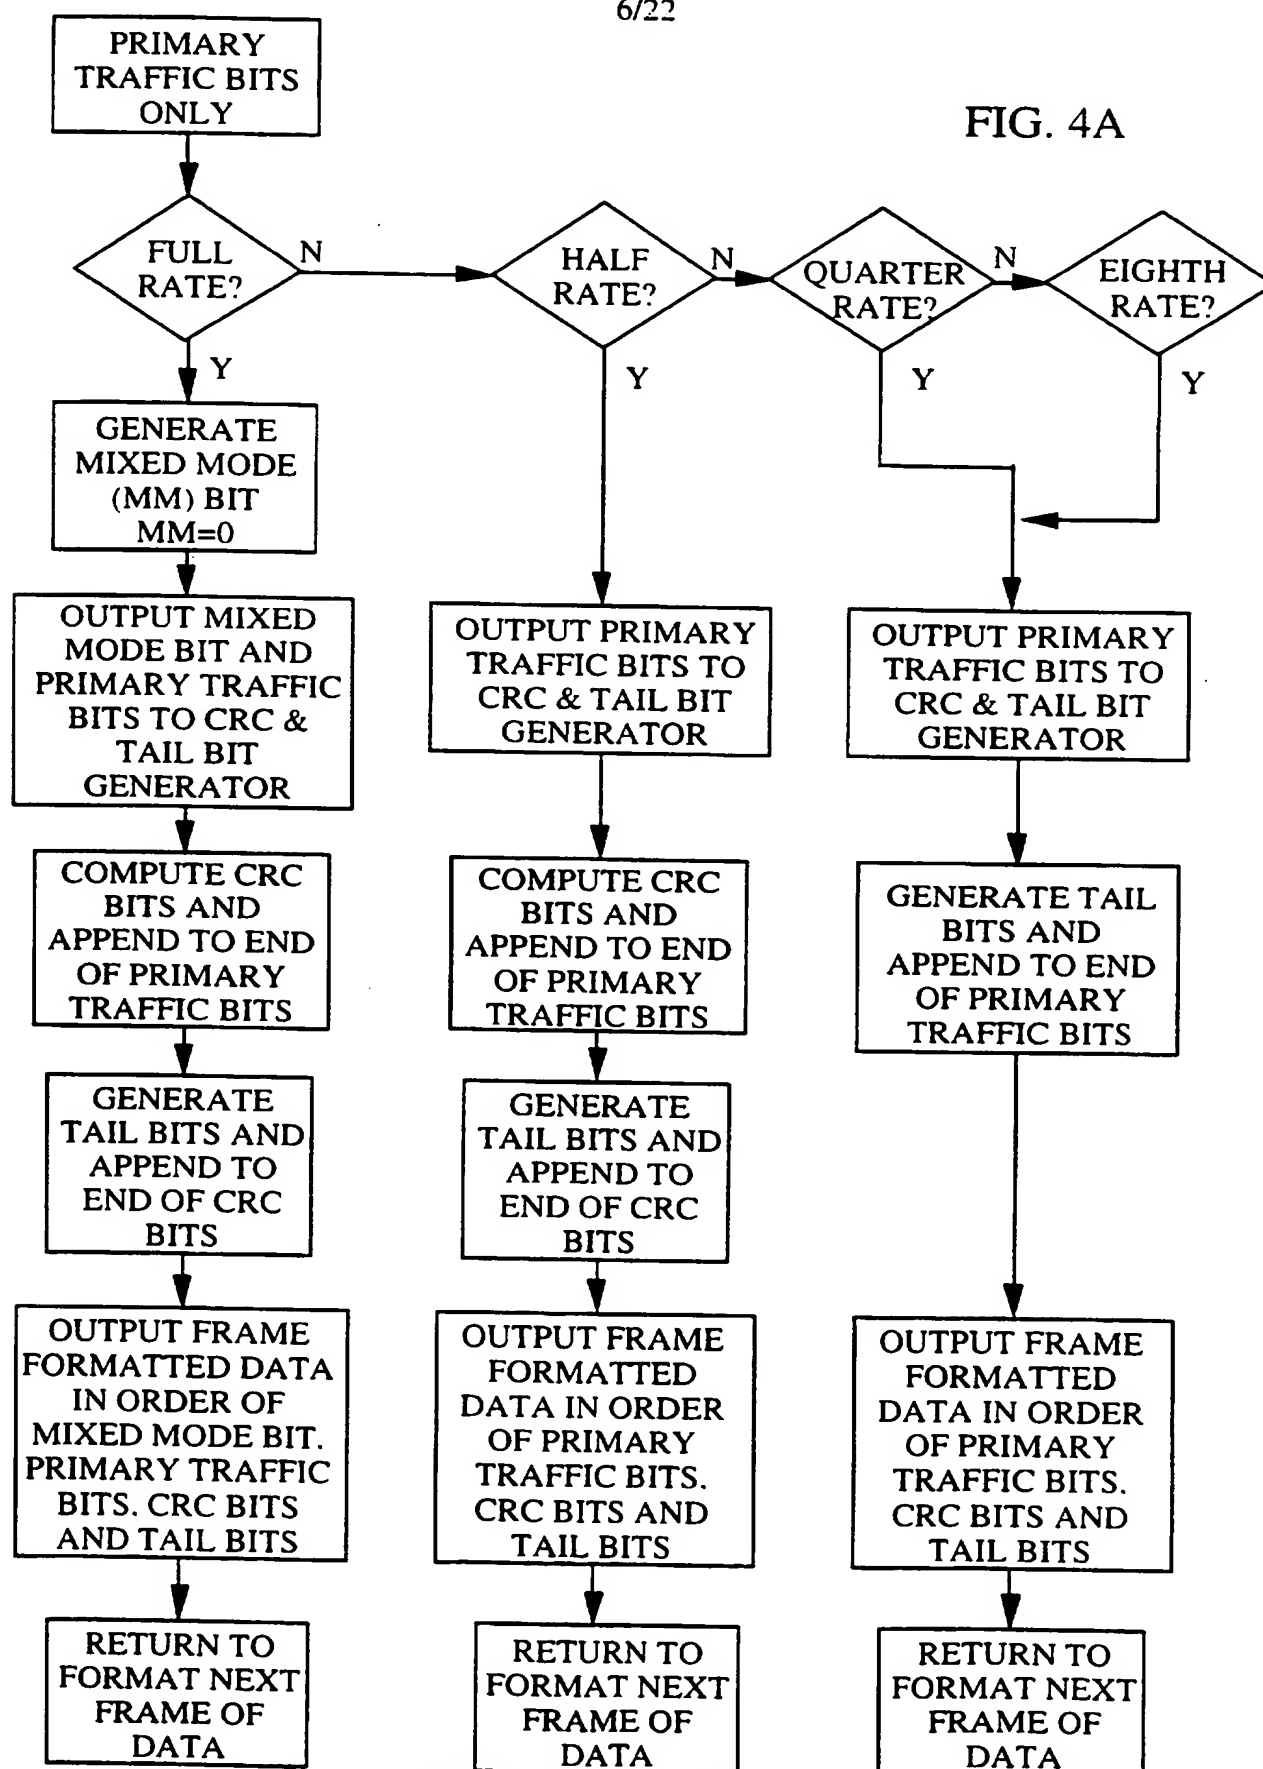 6/22
PRIMARY
TRAFFIC BITS
ONLY
FIG. 4A
FULL
RATE?
N
HALF
RATE?
N
QUARTER
RATE?
N
EIGHTH
RATE?
Y
Y
Y
Y
GENERATE
MIXED MODE
(MM) BIT
MM=0
OUTPUT MIXED
MODE BIT AND
PRIMARY TRAFFIC
BITS TO CRC &
TAIL BIT
GENERATOR
COMPUTE CRC
BITS AND
APPEND TO END
OF PRIMARY
TRAFFIC BITS
GENERATE
TAIL BITS AND
APPEND TO
END OF CRC
BITS
OUTPUT FRAME
FORMATTED DATA
IN ORDER OF
MIXED MODE BIT.
PRIMARY TRAFFIC
BITS. CRC BITS
AND TAIL BITS
RETURN TO
FORMAT NEXT
FRAME OF
DATA
OUTPUT PRIMARY
TRAFFIC BITS TO
CRC & TAIL BIT
GENERATOR
COMPUTE CRC
BITS AND
APPEND TO END
OF PRIMARY
TRAFFIC BITS
GENERATE
TAIL BITS AND
APPEND TO
END OF CRC
BITS
OUTPUT FRAME
FORMATTED
DATA IN ORDER
OF PRIMARY
TRAFFIC BITS.
CRC BITS AND
TAIL BITS
RETURN TO
FORMAT NEXT
FRAME OF
DATA
OUTPUT PRIMARY
TRAFFIC BITS TO
CRC & TAIL BIT
GENERATOR
GENERATE TAIL
BITS AND
APPEND TO END
OF PRIMARY
TRAFFIC BITS
OUTPUT FRAME
FORMATTED
DATA IN ORDER
OF PRIMARY
TRAFFIC BITS.
CRC BITS AND
TAIL BITS
RETURN TO
FORMAT NEXT
FRAME OF
DATA